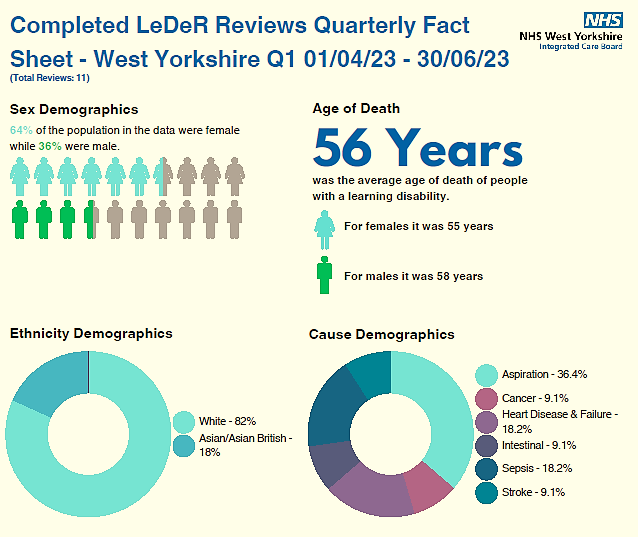 Completed LeDeR Reviews Quarterly Fact
Sheet - West Yorkshire Q1 01/04/23 - 30/06/23
(Total Reviews: 11)
NHS
NHS West Yorkshire
Integrated Care Board
Sex Demographics
64% of the population in the data were female
while 36% were male.
Age of Death
56 Years
was the average age of death of people
with a learning disability.
For females it was 55 years
For males it was 58 years
Ethnicity Demographics
White - 82%
Asian/Asian British -
18%
Cause Demographics
Aspiration - 36.4%
Cancer - 9.1%
Heart Disease & Failure -
18.2%
Intestinal - 9.1%
Sepsis - 18.2%
Stroke - 9.1%